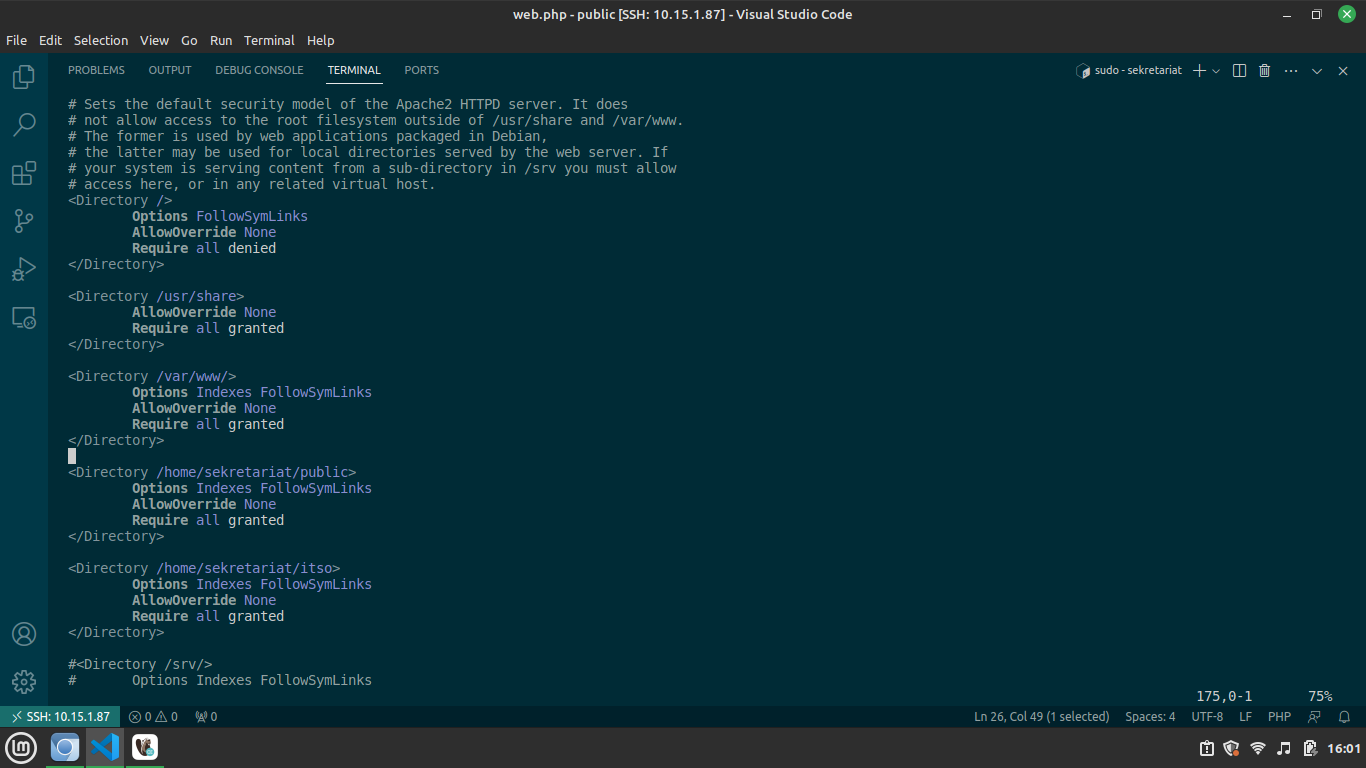 web.php - public [SSH: 10.15.1.87] - Visual Studio Code
File Edit Selection View Go Run Terminal Help
PROBLEMS OUTPUT DEBUG CONSOLE TERMINAL PORTS sudo - sekretariat
# Sets the default security model of the Apache2 HTTPD server. It does
# not allow access to the root filesystem outside of /usr/share and /var/www.
# The former is used by web applications packaged in Debian,
# the latter may be used for local directories served by the web server. If
# your system is serving content from a sub-directory in /srv you must allow
# access here, or in any related virtual host.
<Directory />
        Options FollowSymLinks
        AllowOverride None
        Require all denied
</Directory>

<Directory /usr/share>
        AllowOverride None
        Require all granted
</Directory>

<Directory /var/www/>
        Options Indexes FollowSymLinks
        AllowOverride None
        Require all granted
</Directory>

<Directory /home/sekretariat/public>
        Options Indexes FollowSymLinks
        AllowOverride None
        Require all granted
</Directory>

<Directory /home/sekretariat/itso>
        Options Indexes FollowSymLinks
        AllowOverride None
        Require all granted
</Directory>

#<Directory /srv/>
#       Options Indexes FollowSymLinks
175,0-1 75%
SSH: 10.15.1.87 0 0 0 Ln 26, Col 49 (1 selected) Spaces: 4 UTF-8 LF PHP
16:01